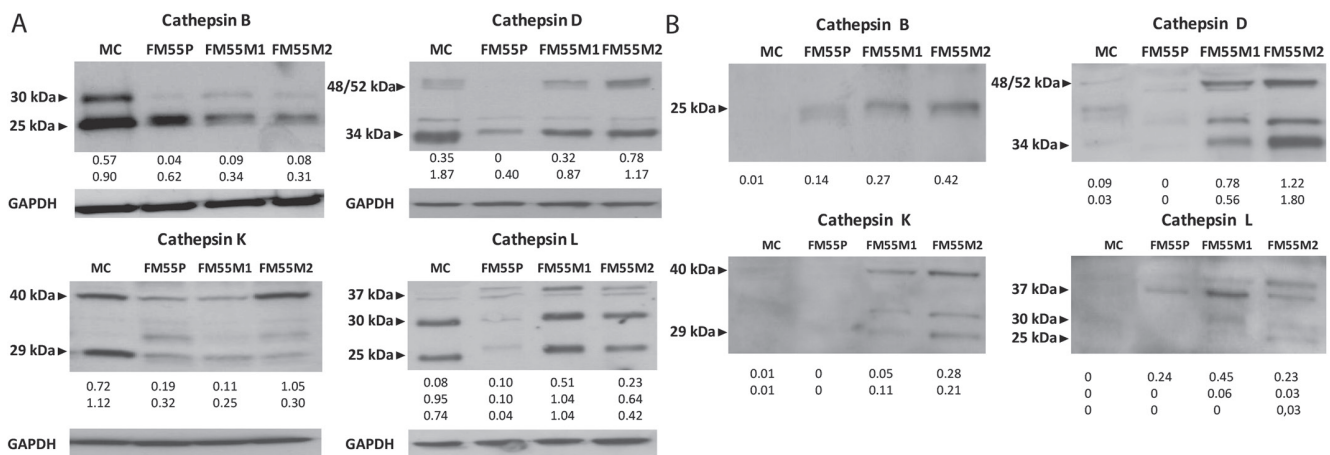 A
Cathepsin B
MC FM55P FM55M1 FM55M2
30 kDa
25 kDa
0.57 0.04 0.09 0.08
0.90 0.62 0.34 0.31
GAPDH
Cathepsin D
MC FM55P FM55M1 FM55M2
48/52 kDa
34 kDa
0.35 0 0.32 0.78
1.87 0.40 0.87 1.17
GAPDH
Cathepsin K
MC FM55P FM55M1 FM55M2
40 kDa
29 kDa
0.72 0.19 0.11 1.05
1.12 0.32 0.25 0.30
GAPDH
Cathepsin L
MC FM55P FM55M1 FM55M2
37 kDa
30 kDa
25 kDa
0.08 0.10 0.51 0.23
0.95 0.10 1.04 0.64
0.74 0.04 1.04 0.42
GAPDH
B
Cathepsin B
MC FM55P FM55M1 FM55M2
25 kDa
0.01 0.14 0.27 0.42
Cathepsin D
MC FM55P FM55M1 FM55M2
48/52 kDa
34 kDa
0.09 0 0.78 1.22
0.03 0 0.56 1.80
Cathepsin K
MC FM55P FM55M1 FM55M2
40 kDa
29 kDa
0.01 0 0.05 0.28
0.01 0 0.11 0.21
Cathepsin L
MC FM55P FM55M1 FM55M2
37 kDa
30 kDa
25 kDa
0 0.24 0.45 0.23
0 0 0.06 0.03
0 0 0 0,03